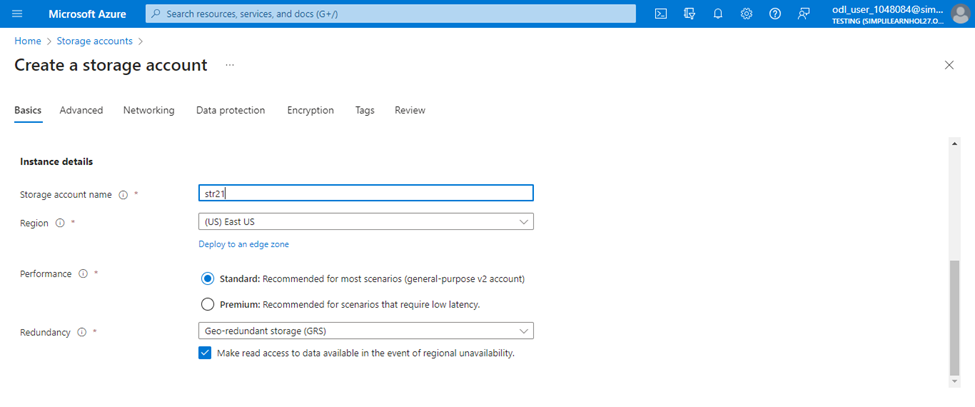 Microsoft Azure
Search resources, services, and docs (G+/)
odl_user_1048084@sim...
TESTING (SIMPLILEARNHOL27.O...
Home > Storage accounts >
Create a storage account ...
Basics Advanced Networking Data protection Encryption Tags Review
Instance details
Storage account name * str21
Region * (US) East US
Deploy to an edge zone
Performance * Standard: Recommended for most scenarios (general-purpose v2 account)
Premium: Recommended for scenarios that require low latency.
Redundancy * Geo-redundant storage (GRS)
Make read access to data available in the event of regional unavailability.